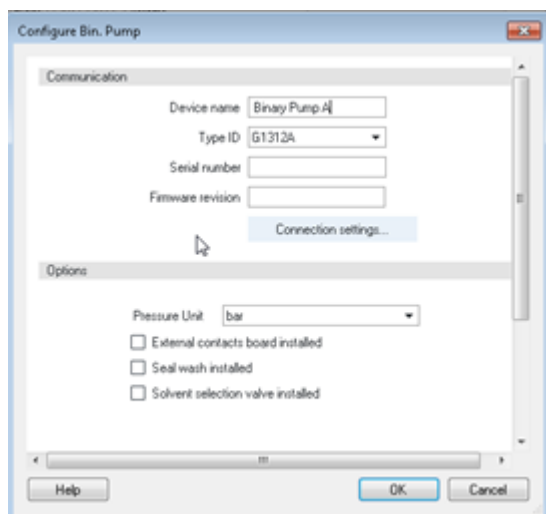 Configure Bin. Pump
Communication
Device name Binary Pump A
Type ID G1312A
Serial number
Firmware revision
Connection settings...
Options
Pressure Unit bar
External contacts board installed
Seal wash installed
Solvent selection valve installed
Help OK Cancel